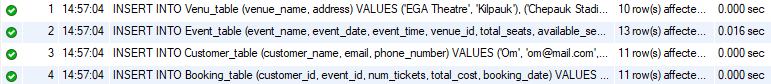 1 14:57:04 INSERT INTO Venu_table (venue_name, address) VALUES ('EGA Theatre', 'Kilpauk'), ('Chepauk Stadi... 10 row(s) affecte... 0.000 sec
2 14:57:04 INSERT INTO Event_table (event_name, event_date, event_time, venue_id, total_seats, available_se... 13 row(s) affecte... 0.016 sec
3 14:57:04 INSERT INTO Customer_table (customer_name, email, phone_number) VALUES ('Om', 'om@mail.com',... 11 row(s) affecte... 0.000 sec
4 14:57:04 INSERT INTO Booking_table (customer_id, event_id, num_tickets, total_cost, booking_date) VALUES ... 11 row(s) affecte... 0.000 sec